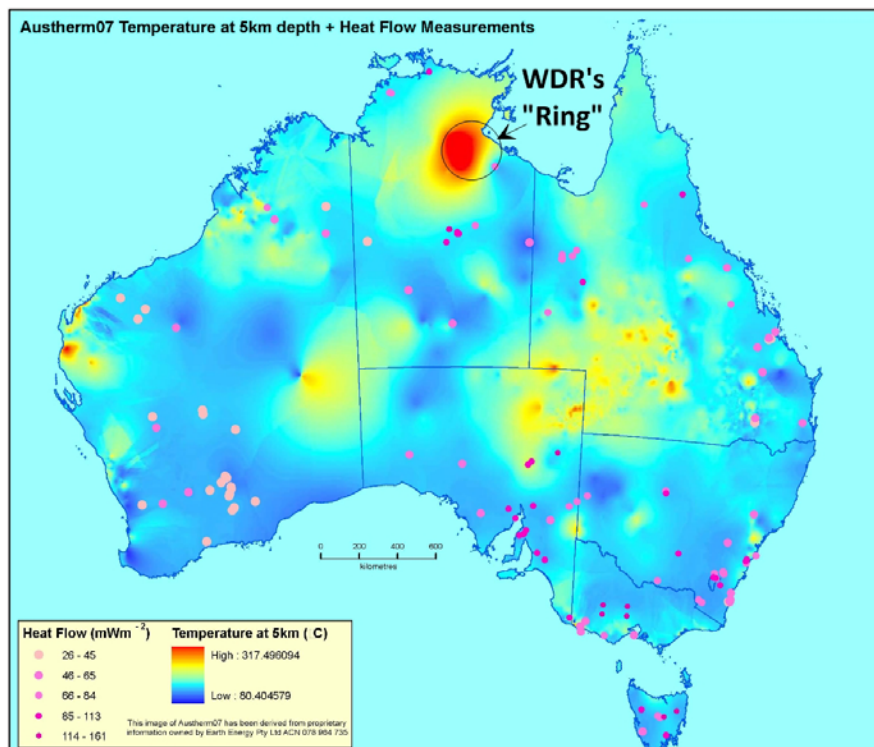 Austherm07 Temperature at 5km depth + Heat Flow Measurements
WDR's
"Ring"
0 200 400 600
kilometres
Heat Flow (mWm -2)
26 - 45
46 - 65
66 - 84
85 - 113
114 - 161
Temperature at 5km ( C)
High : 317.496094
Low : 80.404579
This image of Austherm07 has been derived from proprietary
information owned by Earth Energy Pty Ltd ACN 078 964 735